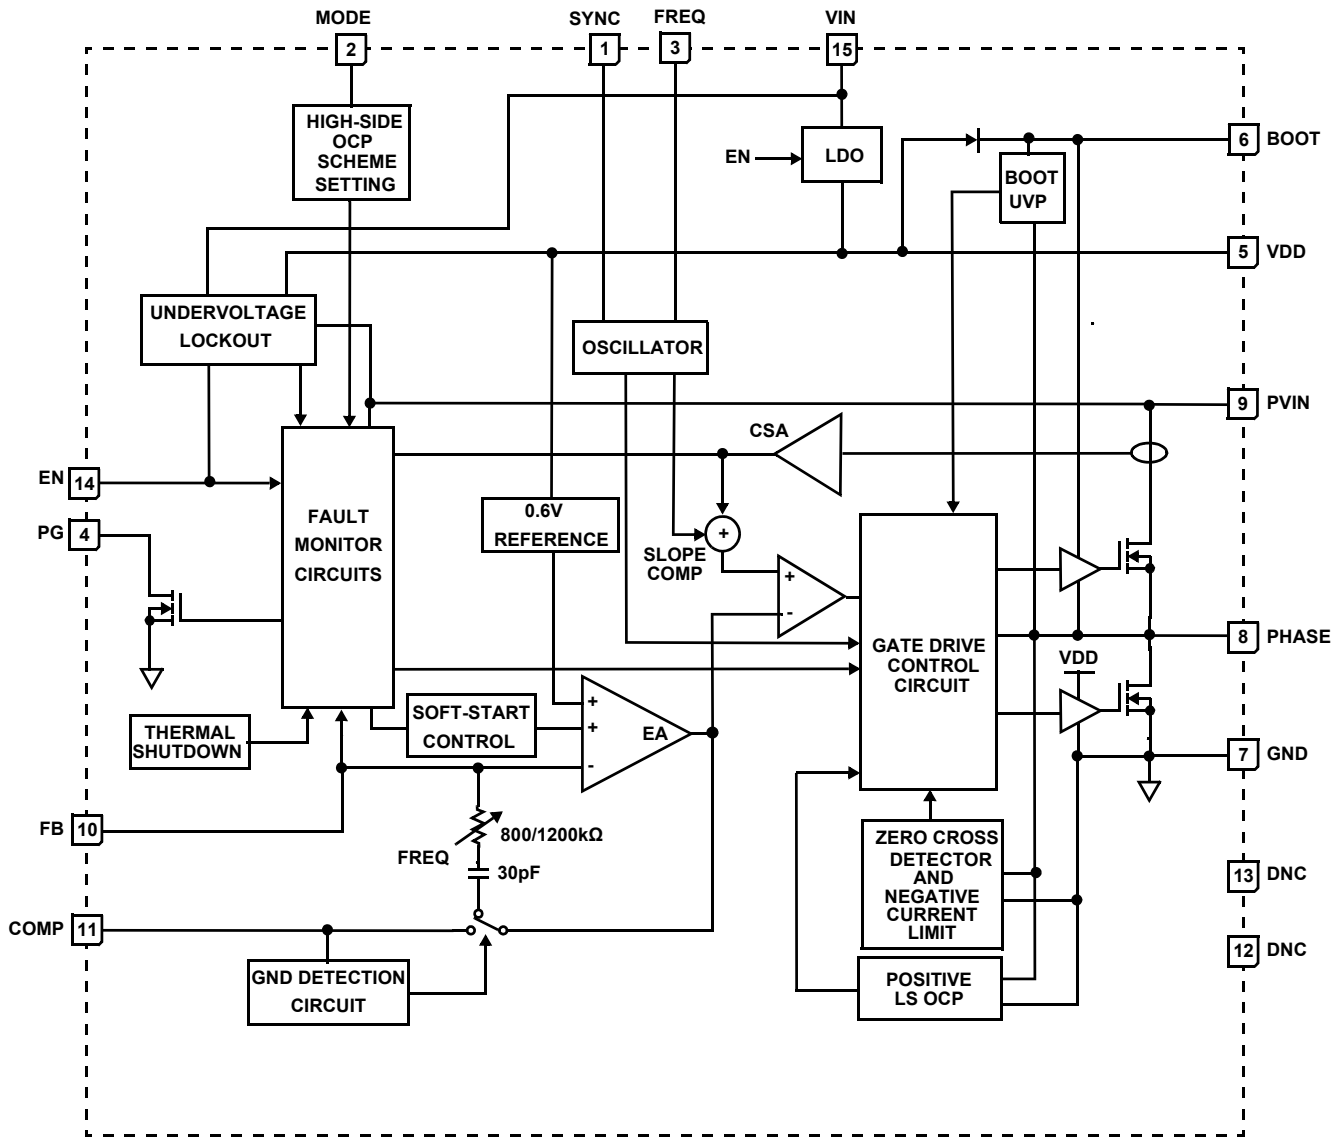 MODE
SYNC
FREQ
VIN
2
1
3
15
HIGH-SIDE
OCP
SCHEME
SETTING
EN
LDO
6
BOOT
BOOT
UVP
5
VDD
UNDERVOLTAGE
LOCKOUT
OSCILLATOR
9
PVIN
CSA
EN
14
PG
4
FAULT
MONITOR
CIRCUITS
0.6V
REFERENCE
+
SLOPE
COMP
+
-
GATE DRIVE
CONTROL
CIRCUIT
8
PHASE
VDD
THERMAL
SHUTDOWN
SOFT-START
CONTROL
+
+
-
EA
7
GND
FB
10
FREQ
800/1200kΩ
30pF
ZERO CROSS
DETECTOR
AND
NEGATIVE
CURRENT
LIMIT
13
DNC
COMP
11
12
DNC
GND DETECTION
CIRCUIT
POSITIVE
LS OCP